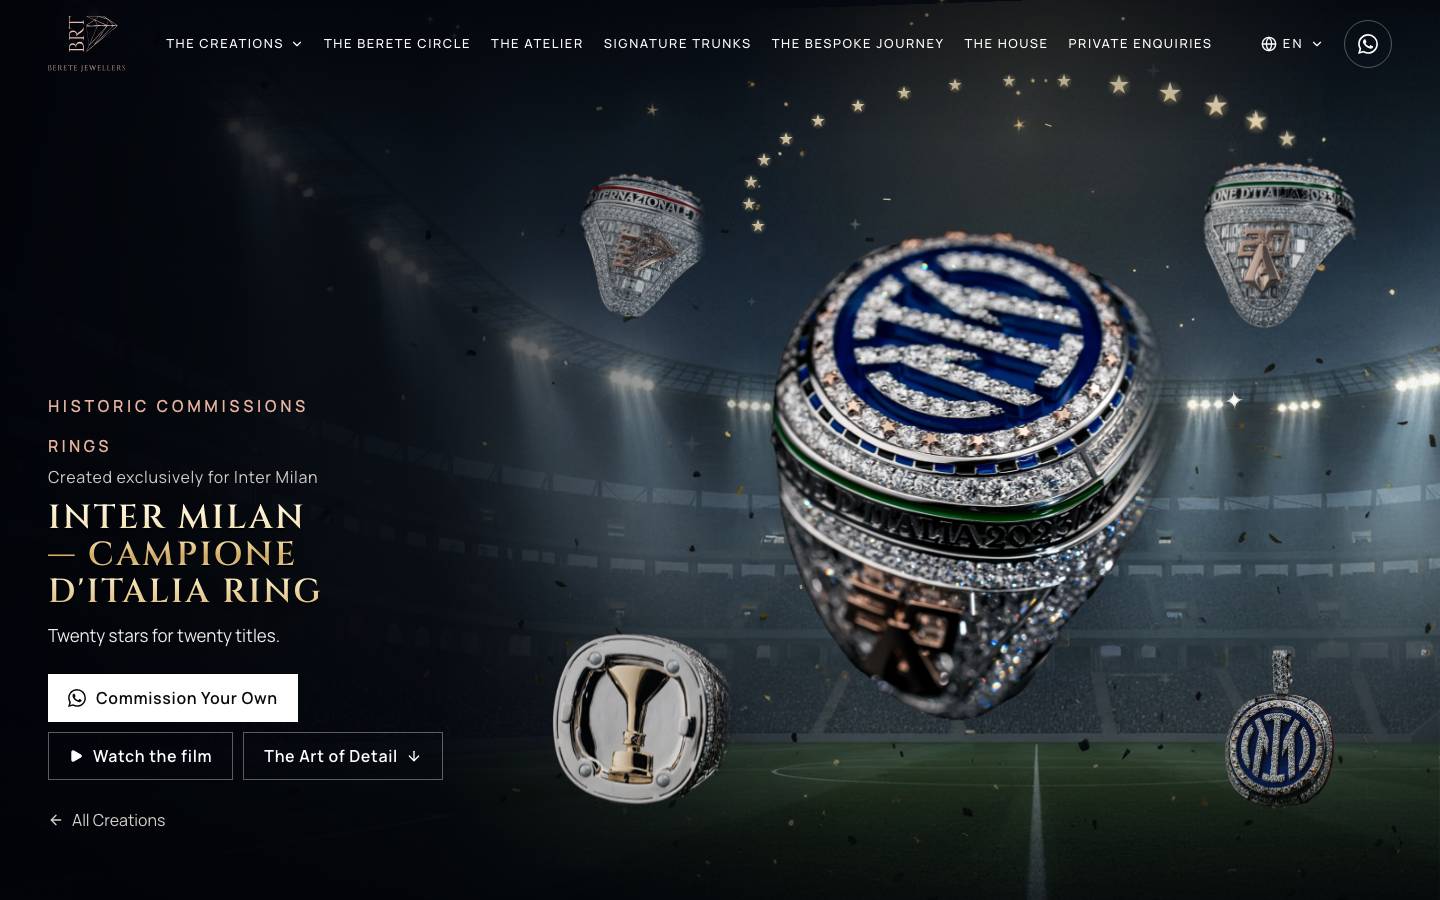 BRT
BERETE JEWELLERS
THE CREATIONS
THE BERETE CIRCLE
THE ATELIER
SIGNATURE TRUNKS
THE BESPOKE JOURNEY
THE HOUSE
PRIVATE ENQUIRIES
EN
HISTORIC COMMISSIONS
RINGS
Created exclusively for Inter Milan
INTER MILAN
— CAMPIONE
D'ITALIA RING
Twenty stars for twenty titles.
Commission Your Own
Watch the film
The Art of Detail
All Creations
D'ITALIA 2023/24